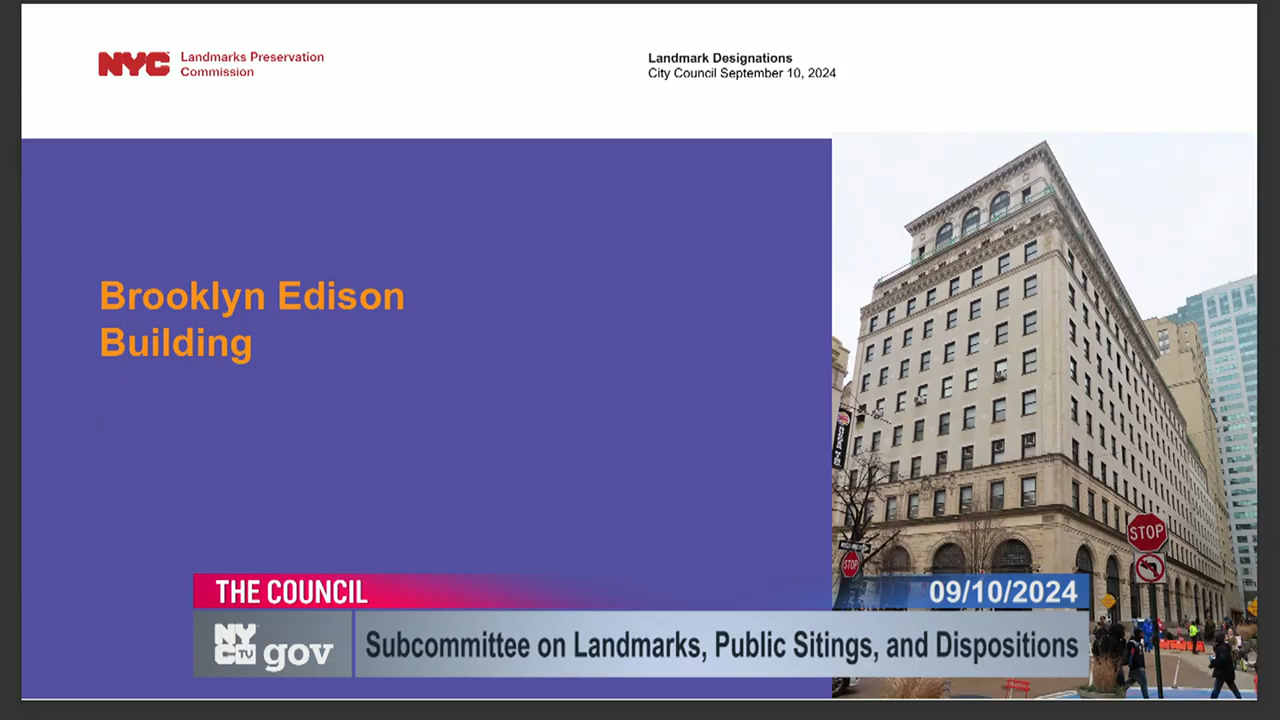 NYC
Landmarks Preservation
Commission
Landmark Designations
City Council September 10, 2024
Brooklyn Edison
Building
STOP
STOP
THE COUNCIL
09/10/2024
NYC TV gov
Subcommittee on Landmarks, Public Sitings, and Dispositions